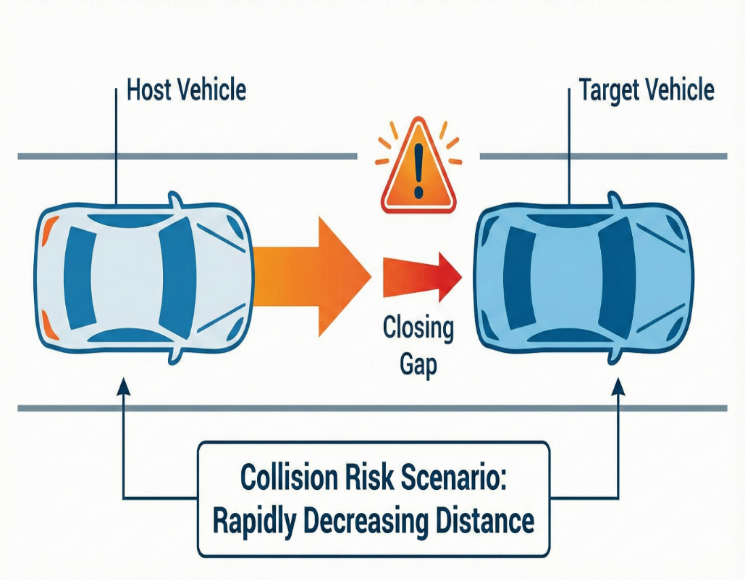 Host Vehicle
Target Vehicle
!
Closing
Gap
Collision Risk Scenario:
Rapidly Decreasing Distance